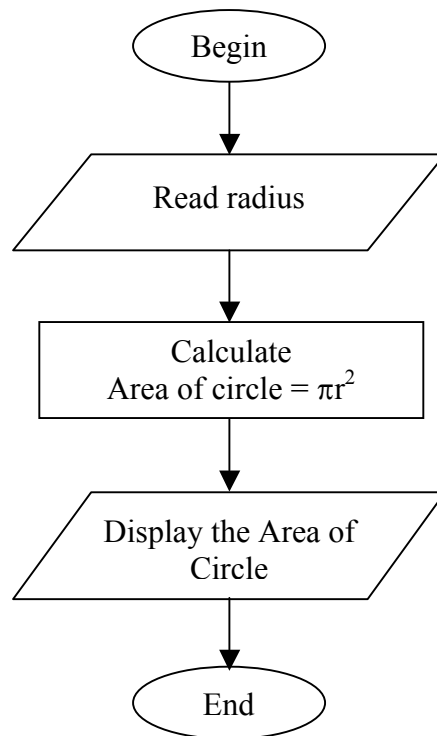 Begin
Read radius
Calculate
Area of circle = πr²
Display the Area of
Circle
End